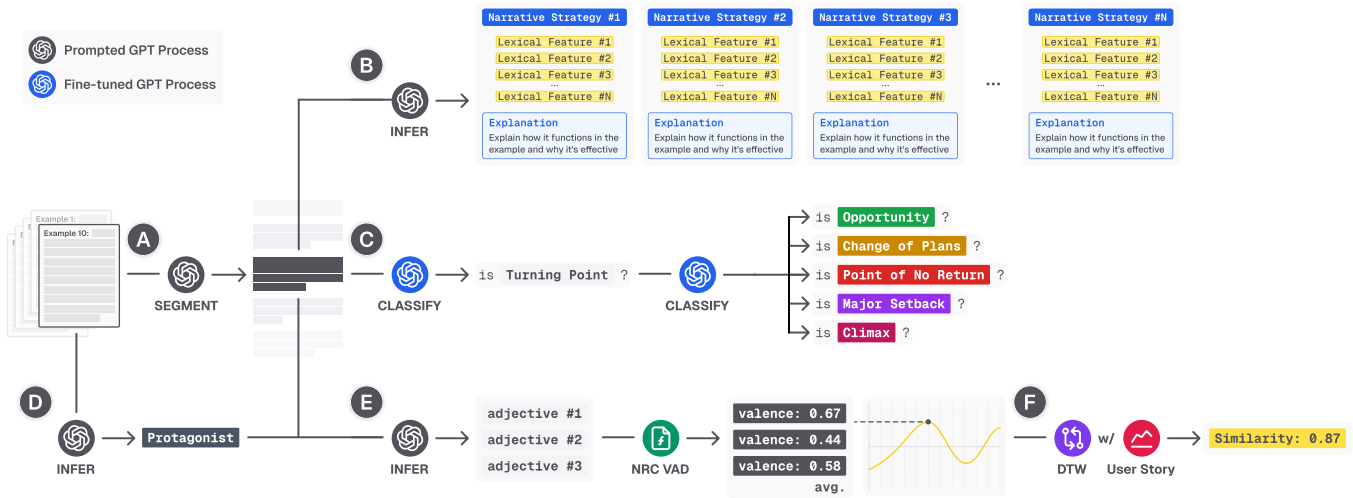 Prompted GPT Process
Fine-tuned GPT Process
B
INFER
Narrative Strategy #1
Lexical Feature #1
Lexical Feature #2
Lexical Feature #3
...
Lexical Feature #N
Explanation
Explain how it functions in the
example and why it's effective
Narrative Strategy #2
Lexical Feature #1
Lexical Feature #2
Lexical Feature #3
...
Lexical Feature #N
Explanation
Explain how it functions in the
example and why it's effective
Narrative Strategy #3
Lexical Feature #1
Lexical Feature #2
Lexical Feature #3
...
Lexical Feature #N
Explanation
Explain how it functions in the
example and why it's effective
...
Narrative Strategy #N
Lexical Feature #1
Lexical Feature #2
Lexical Feature #3
...
Lexical Feature #N
Explanation
Explain how it functions in the
example and why it's effective
Example 1:
Example 10:
A
SEGMENT
C
CLASSIFY
is Turning Point ?
CLASSIFY
is Opportunity ?
is Change of Plans ?
is Point of No Return ?
is Major Setback ?
is Climax ?
D
INFER
Protagonist
E
INFER
adjective #1
adjective #2
adjective #3
NRC VAD
valence: 0.67
valence: 0.44
valence: 0.58
avg.
F
DTW
w/
User Story
Similarity: 0.87